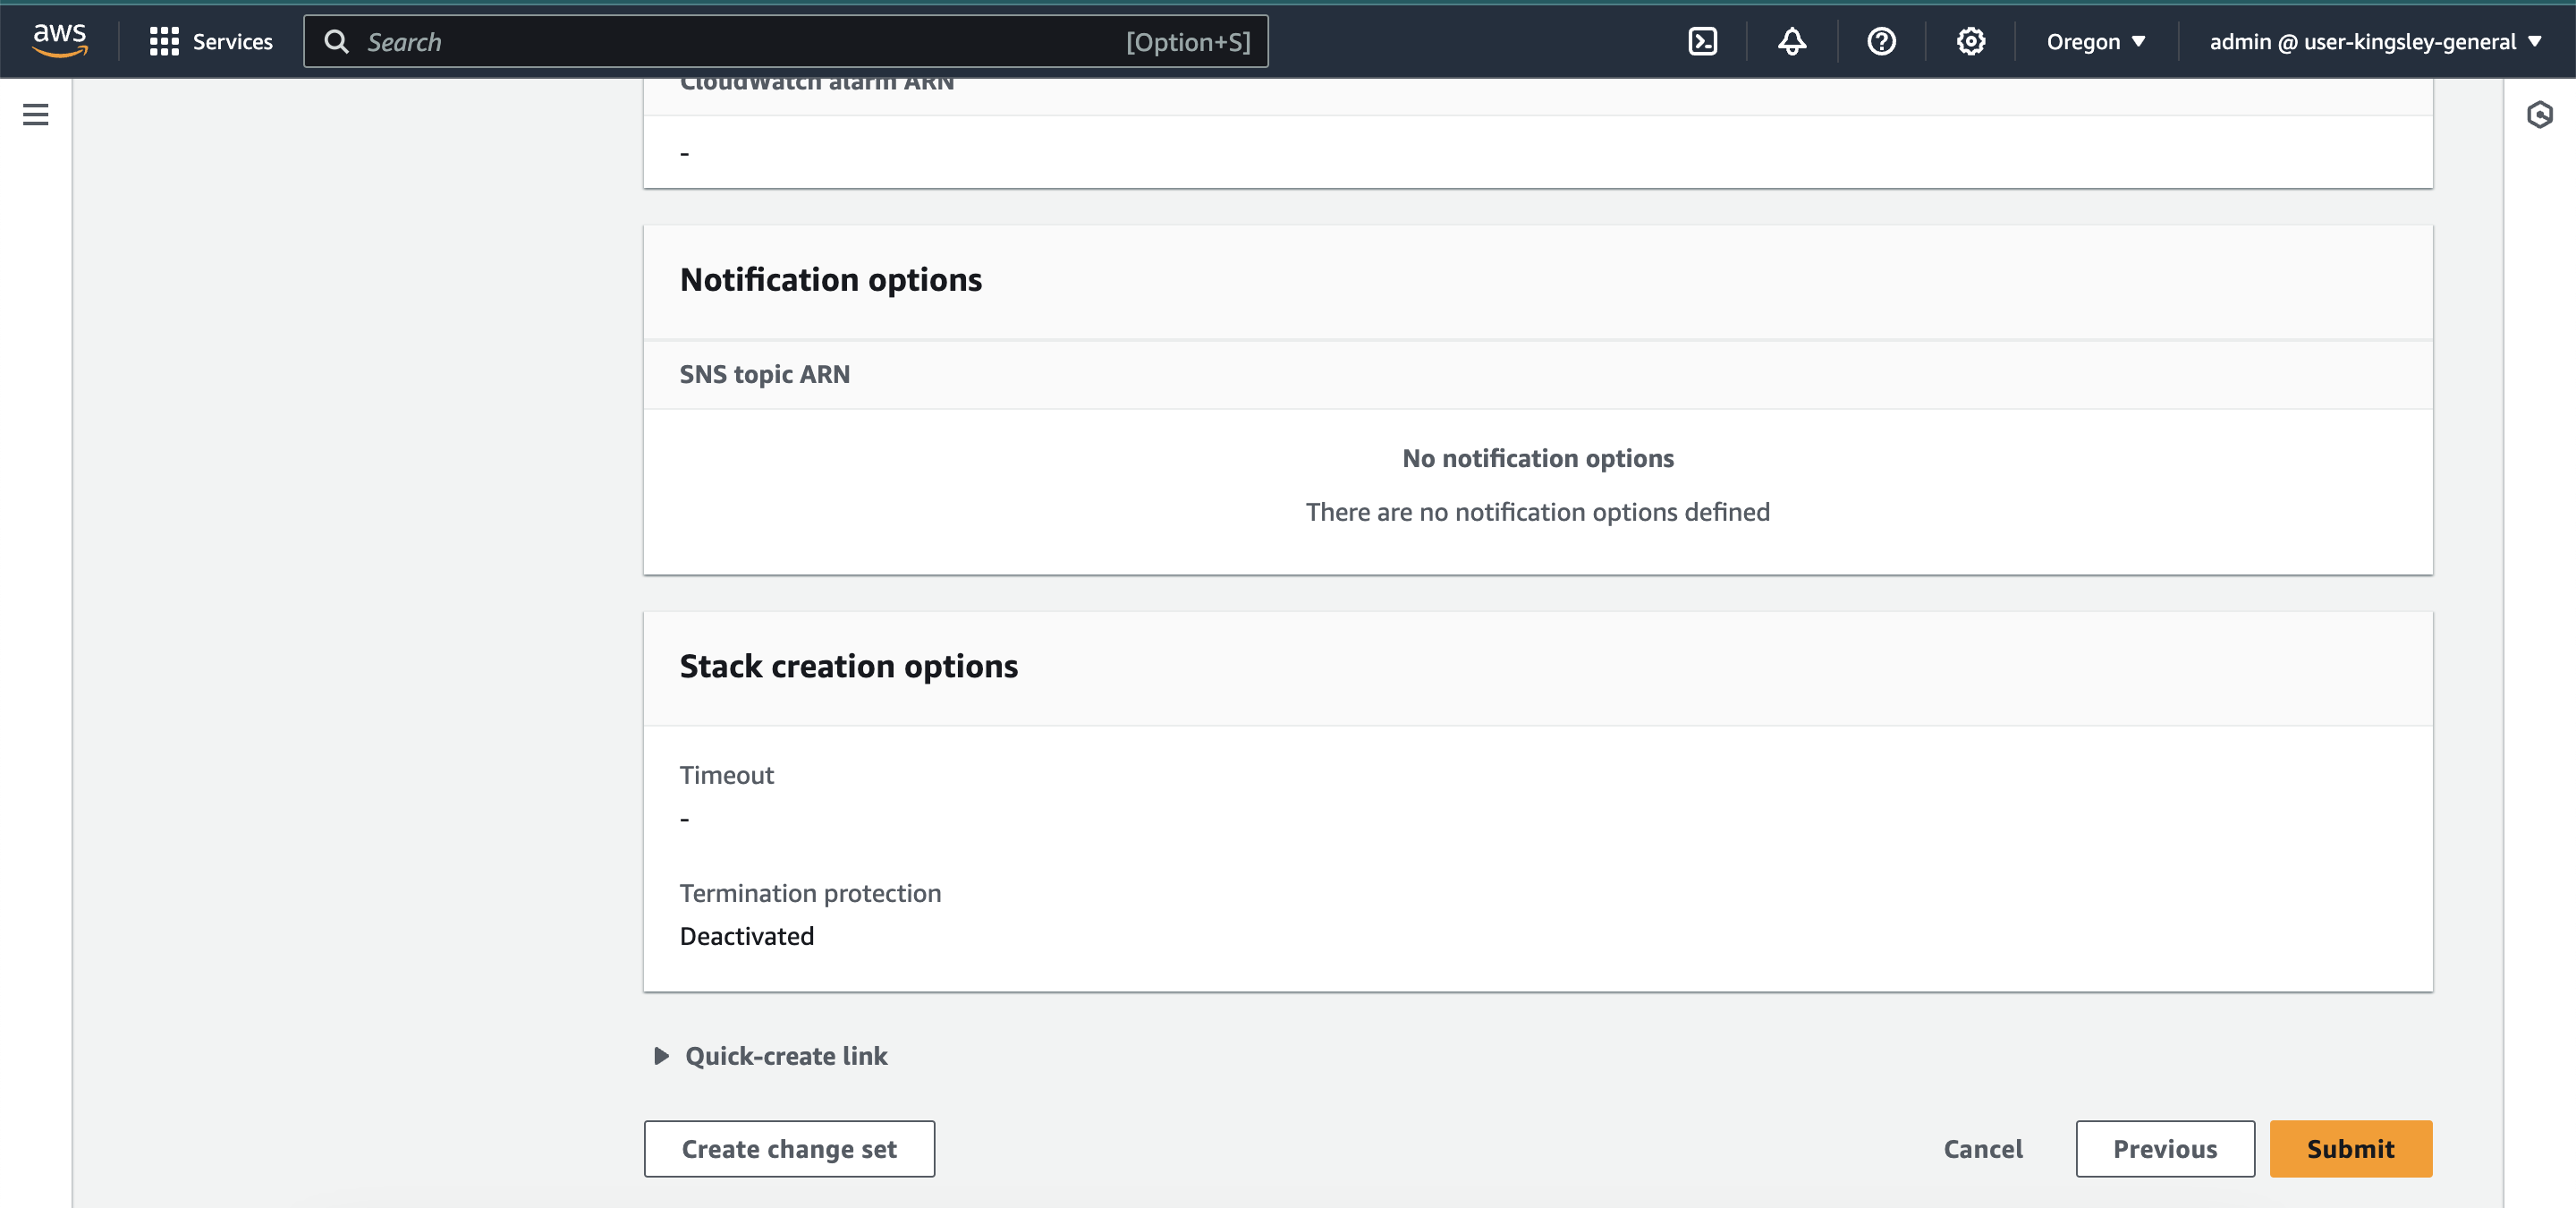 aws
Services
Search
[Option+S]
Oregon
admin @ user-kingsley-general
CloudWatch alarm ARN
-
Notification options
SNS topic ARN
No notification options
There are no notification options defined
Stack creation options
Timeout
-
Termination protection
Deactivated
Quick-create link
Create change set
Cancel
Previous
Submit